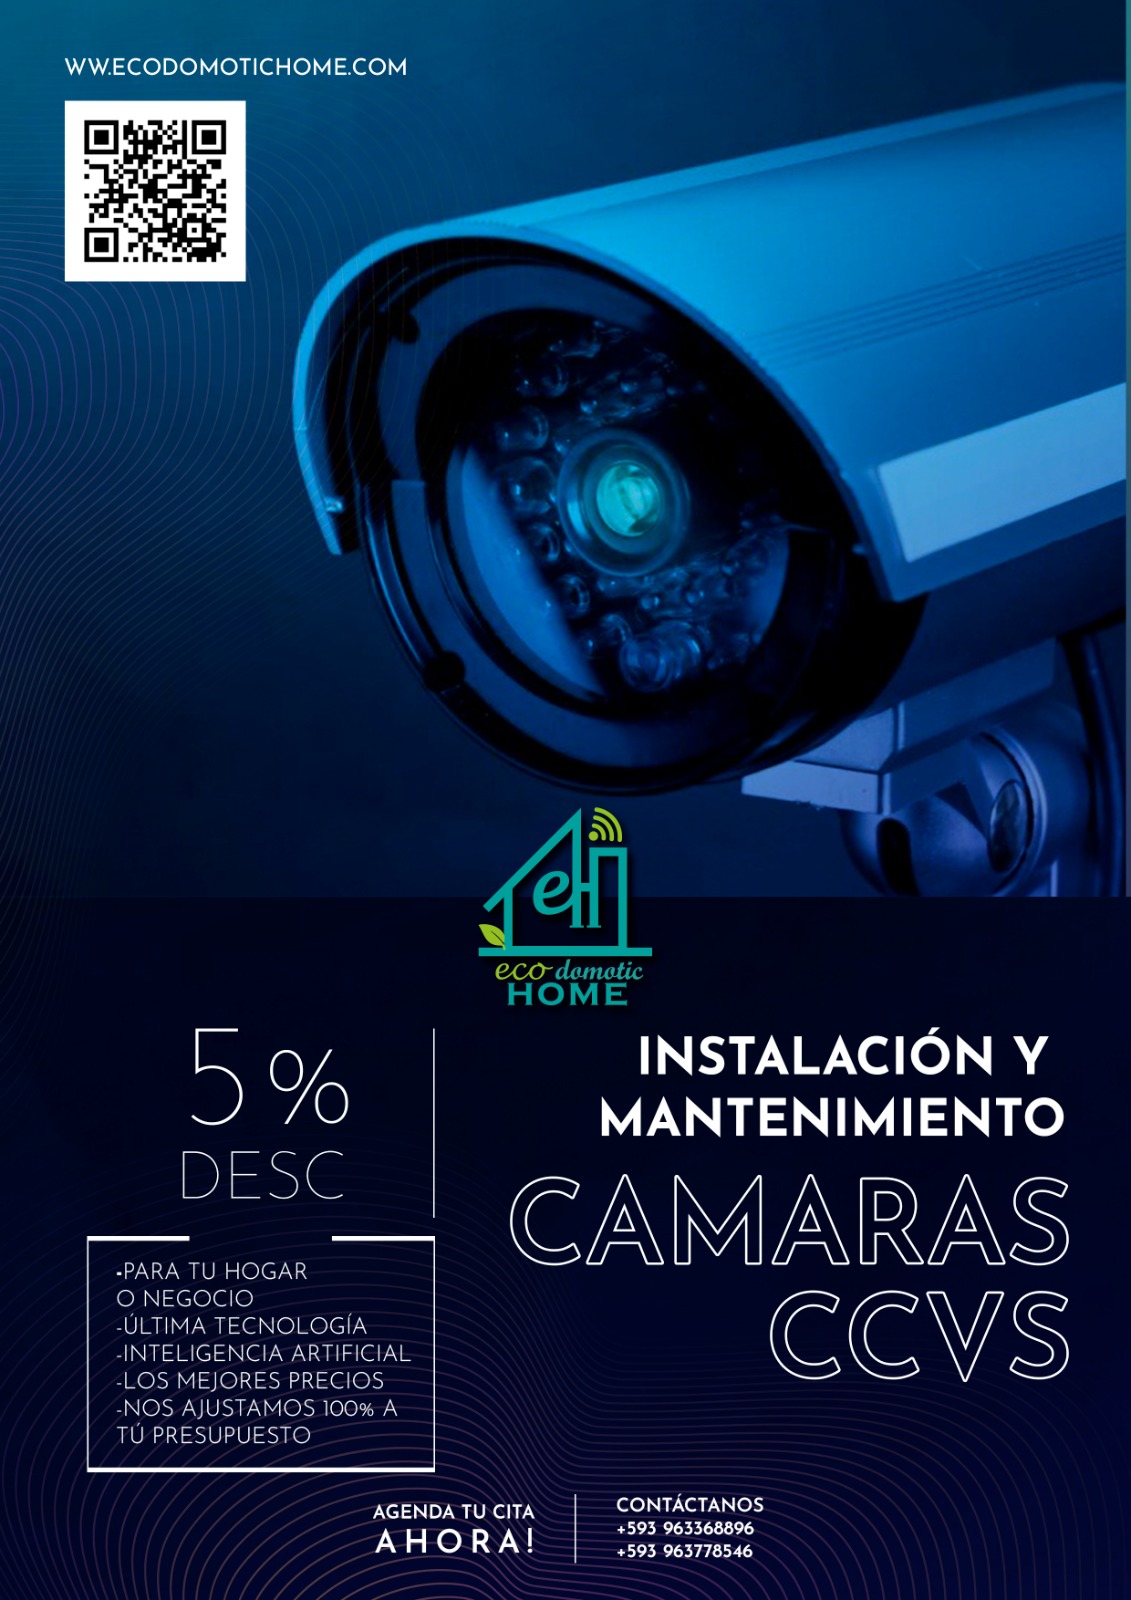 WW.ECODOMOTICHOME.COM
eH
eco domotic
HOME
5%
DESC
-PARA TU HOGAR
O NEGOCIO
-ÚLTIMA TECNOLOGÍA
-INTELIGENCIA ARTIFICIAL
-LOS MEJORES PRECIOS
-NOS AJUSTAMOS 100% A
TÚ PRESUPUESTO
INSTALACIÓN Y
MANTENIMIENTO
CAMARAS
CCVS
AGENDA TU CITA
AHORA!
CONTÁCTANOS
+593 963368896
+593 963778546